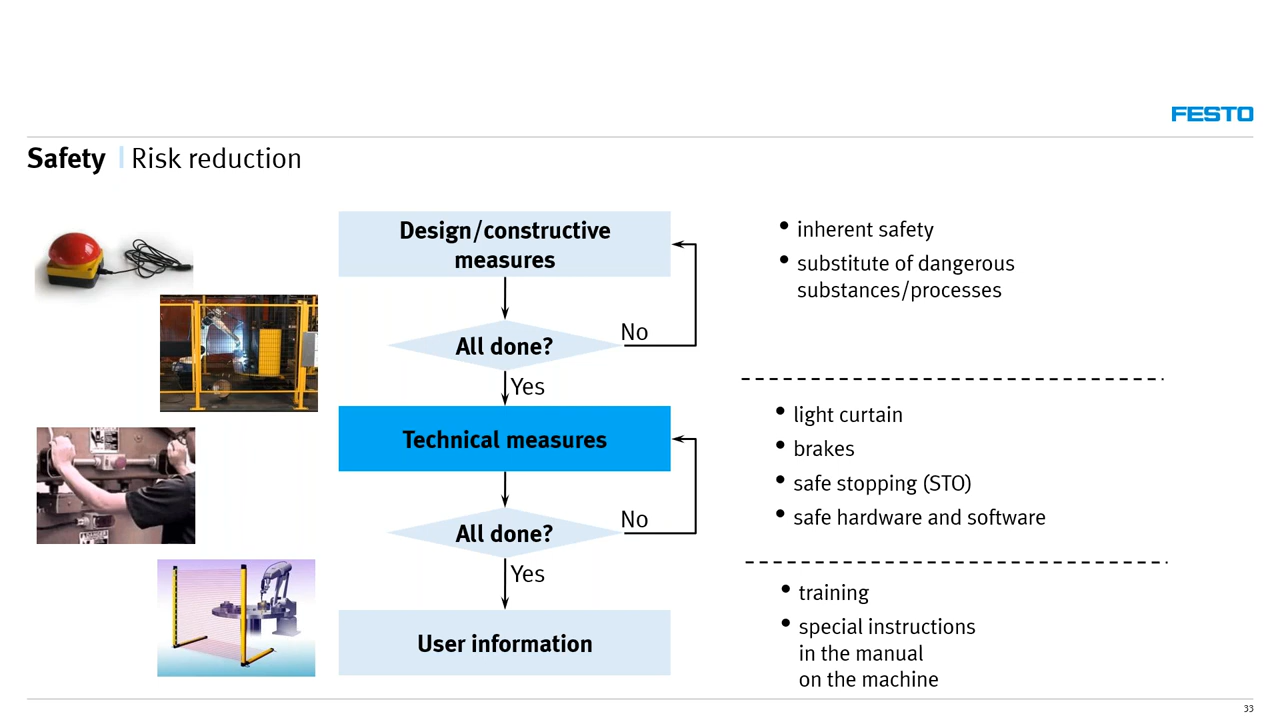 FESTO
Safety | Risk reduction
Design/constructive
measures
All done?
No
Yes
Technical measures
All done?
No
Yes
User information
• inherent safety
• substitute of dangerous
substances/processes
• light curtain
• brakes
• safe stopping (STO)
• safe hardware and software
• training
• special instructions
in the manual
on the machine
33